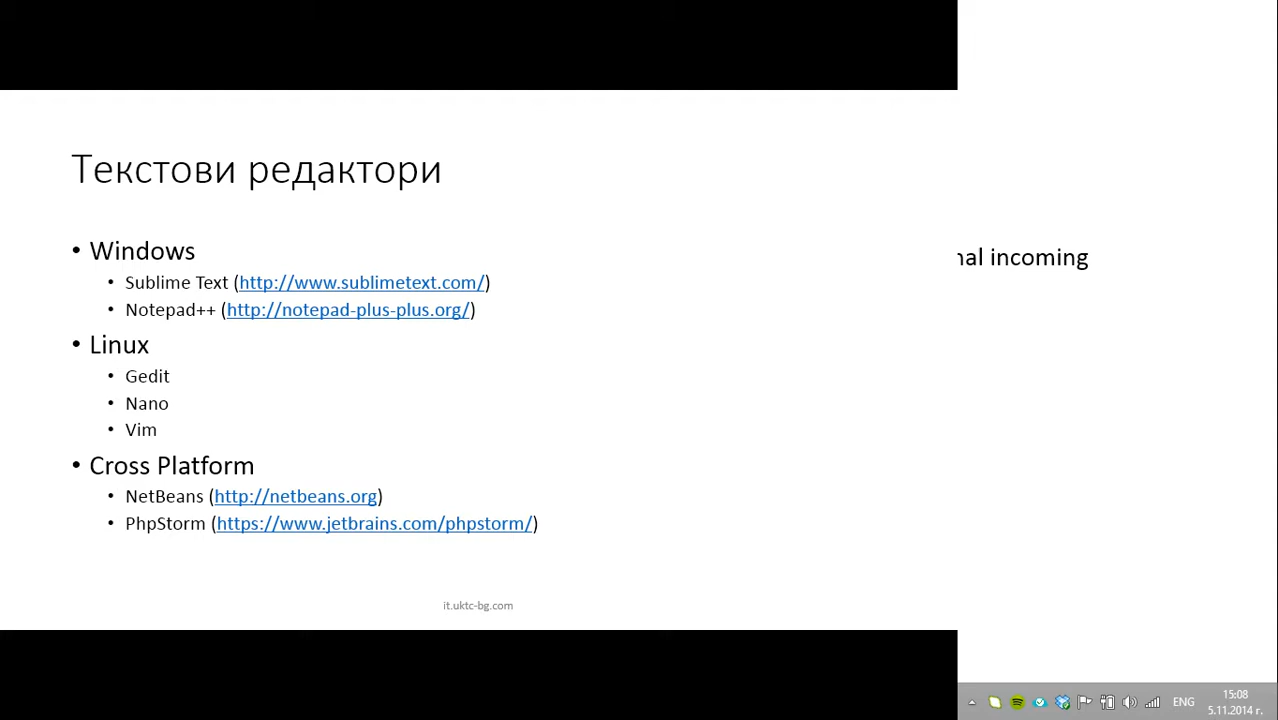 Текстови редактори
• Windows
• Sublime Text (http://www.sublimetext.com/)
• Notepad++ (http://notepad-plus-plus.org/)
• Linux
• Gedit
• Nano
• Vim
• Cross Platform
• NetBeans (http://netbeans.org)
• PhpStorm (https://www.jetbrains.com/phpstorm/)
it.uktc-bg.com
incoming
ENG
15:08
5.11.2014 г.